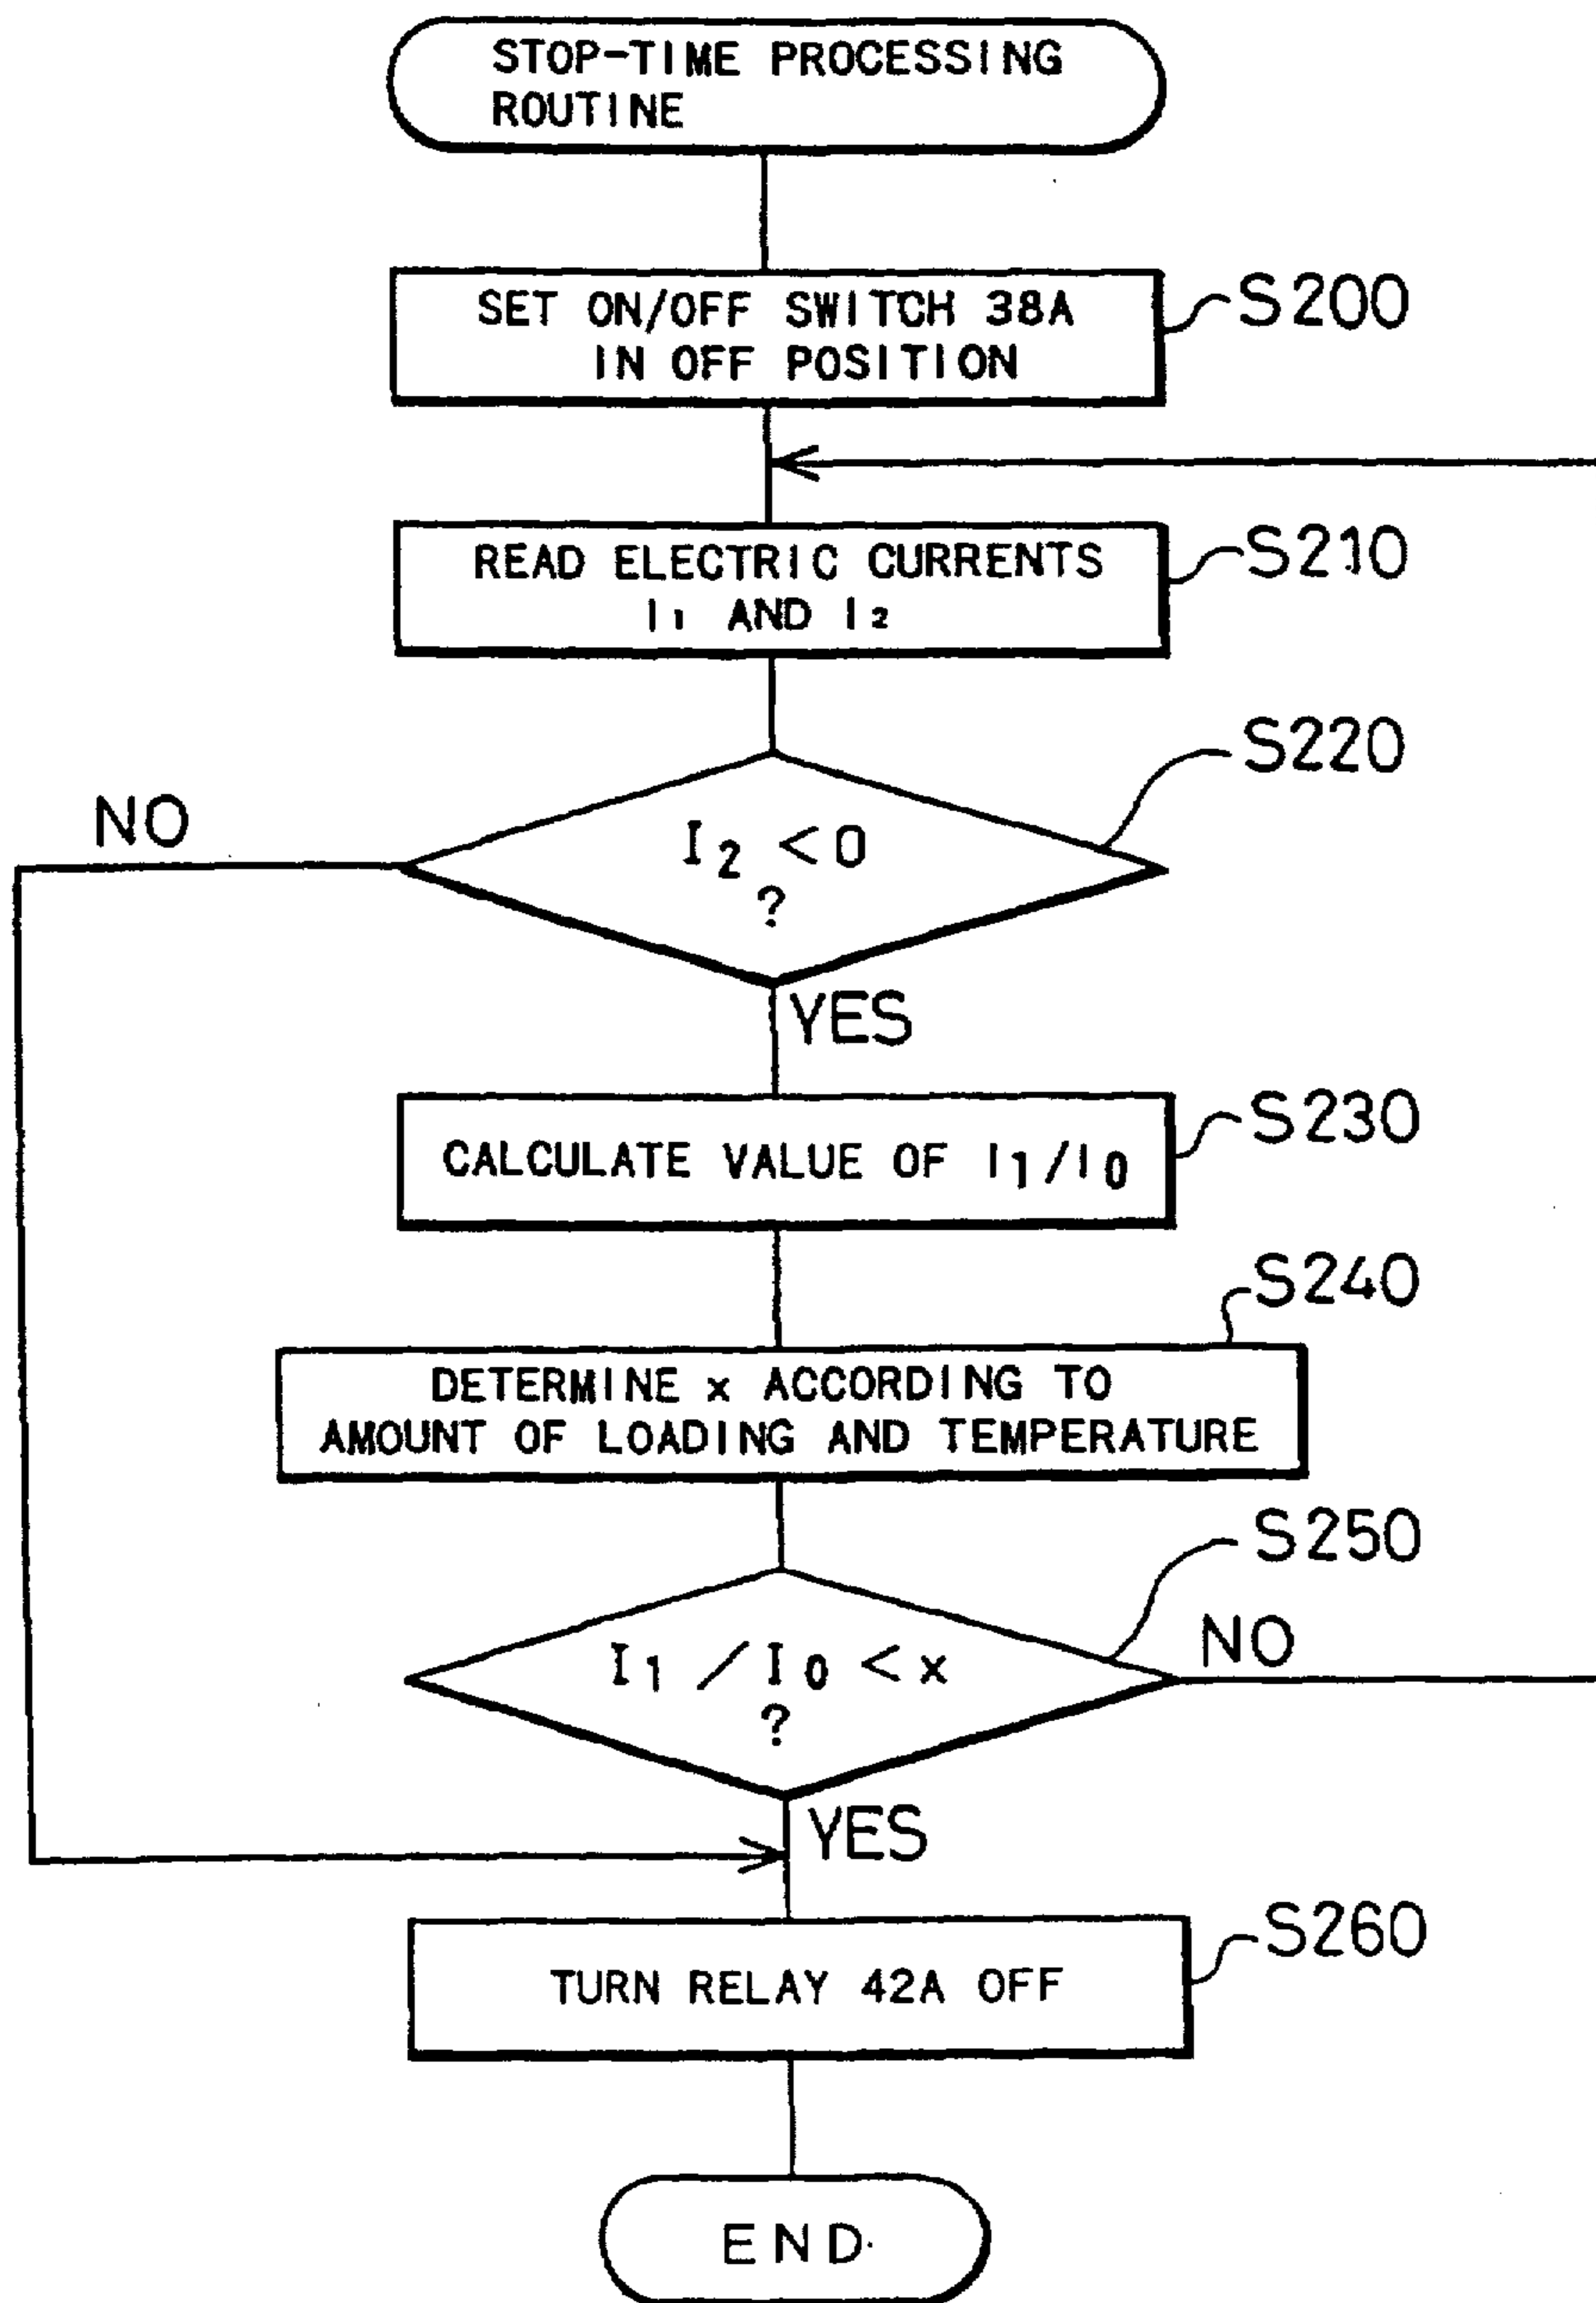 STOP-TIME PROCESSING
ROUTINE
SET ON/OFF SWITCH 38A
IN OFF POSITION
S200
READ ELECTRIC CURRENTS
I₁ AND I₂
S210
S220
NO
I₂ < 0
?
YES
CALCULATE VALUE OF I₁/I₀
S230
S240
DETERMINE x ACCORDING TO
AMOUNT OF LOADING AND TEMPERATURE
S250
I₁ / I₀ < x
?
NO
YES
S260
TURN RELAY 42A OFF
END